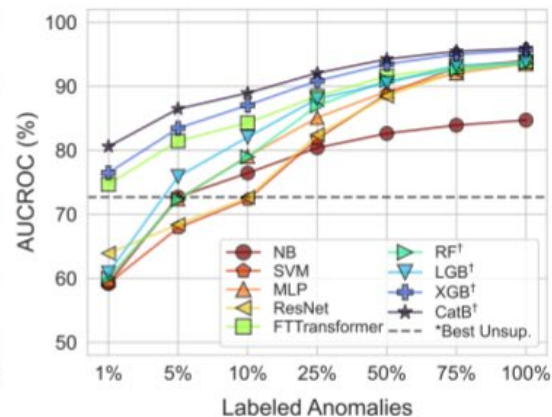 100
90
80
70
60
50
AUCROC (%)
NB
SVM
MLP
ResNet
FTTransformer
RF†
LGB†
XGB†
CatB†
*Best Unsup.
1% 5% 10% 25% 50% 75% 100%
Labeled Anomalies